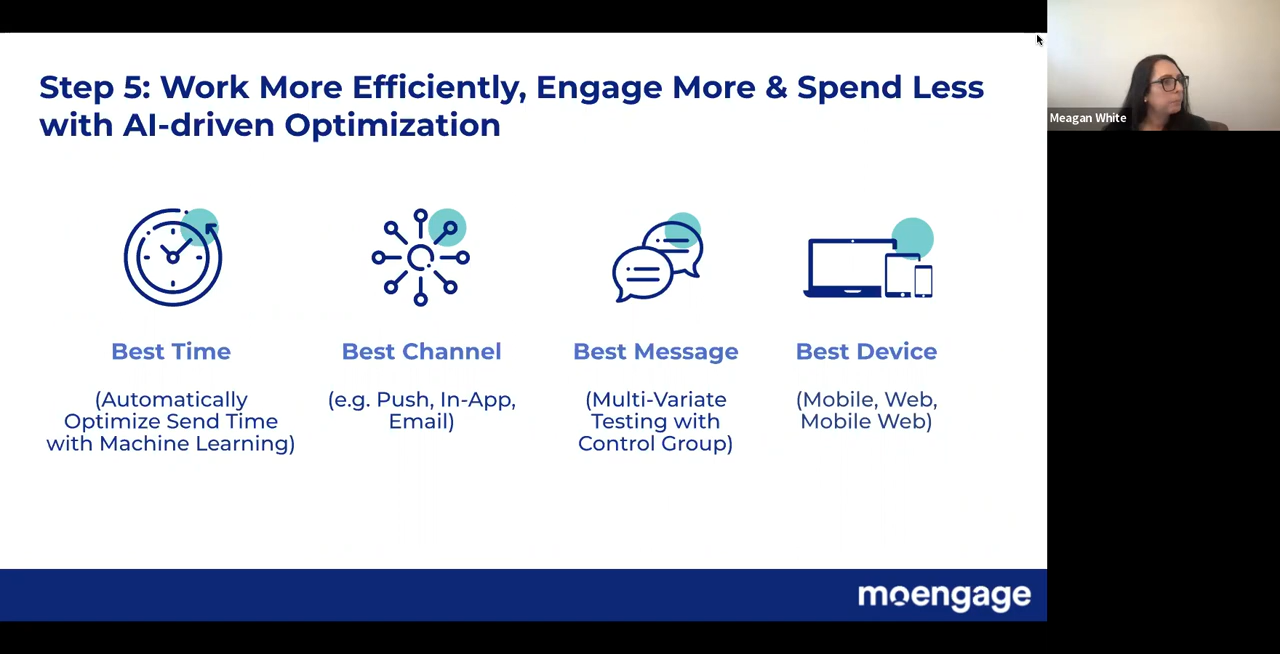 Step 5: Work More Efficiently, Engage More & Spend Less
with AI-driven Optimization
Meagan White
Best Time
(Automatically
Optimize Send Time
with Machine Learning)
Best Channel
(e.g. Push, In-App,
Email)
Best Message
(Multi-Variate
Testing with
Control Group)
Best Device
(Mobile, Web,
Mobile Web)
moengage